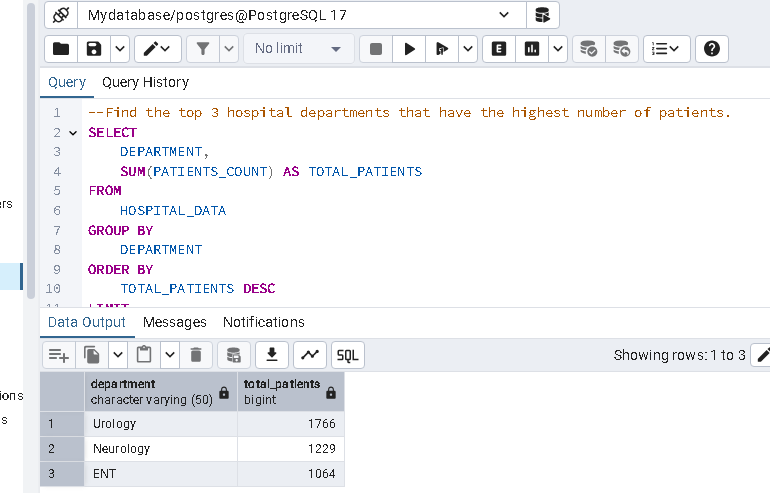 Mydatabase/postgres@PostgreSQL 17
No limit
E
Query Query History
1 --Find the top 3 hospital departments that have the highest number of patients.
2 SELECT
3 DEPARTMENT,
4 SUM(PATIENTS_COUNT) AS TOTAL_PATIENTS
5 FROM
6 HOSPITAL_DATA
7 GROUP BY
8 DEPARTMENT
9 ORDER BY
10 TOTAL_PATIENTS DESC
11 LIMIT
ers
ions
s
Data Output Messages Notifications
SQL
Showing rows: 1 to 3
department total_patients
character varying (50) bigint
1 Urology 1766
2 Neurology 1229
3 ENT 1064